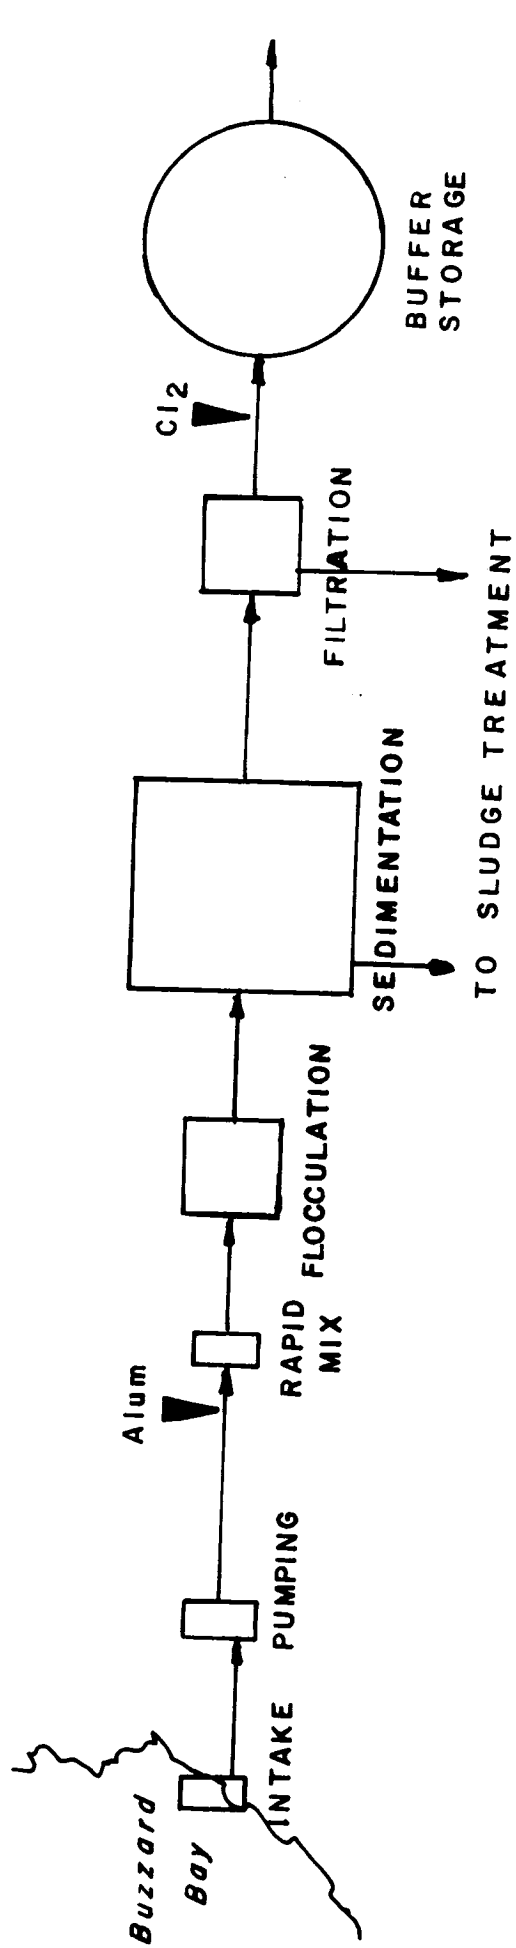 Buzzard
Bay
INTAKE
PUMPING
Alum
RAPID
MIX
FLOCCULATION
SEDIMENTATION
FILTRATION
TO SLUDGE TREATMENT
Cl2
BUFFER
STORAGE